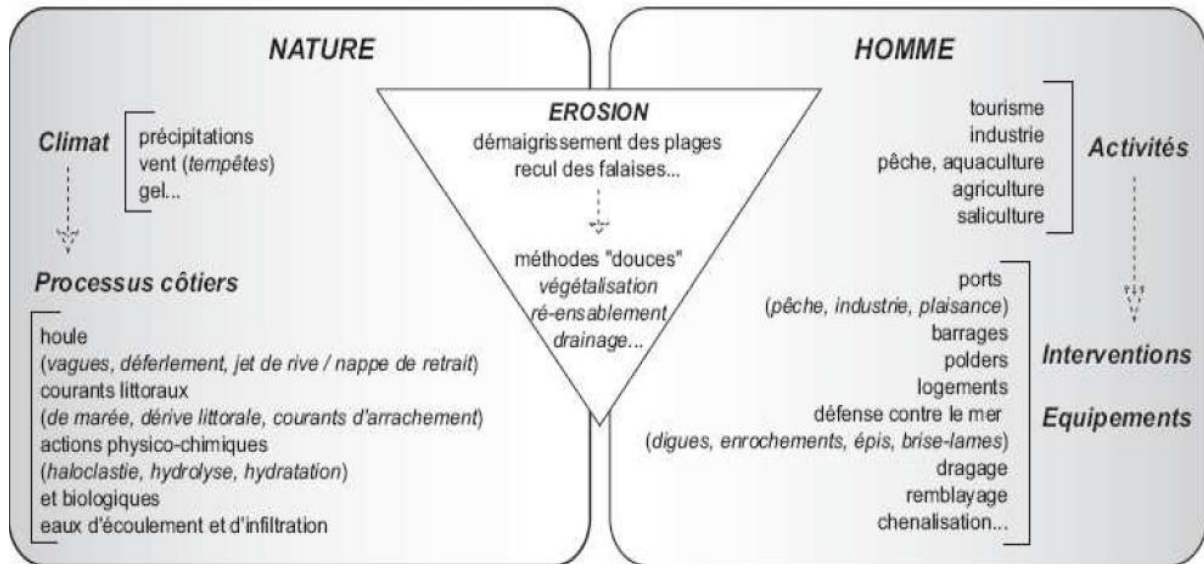 NATURE
Climat
précipitations
vent (tempêtes)
gel...
Processus côtiers
houle
(vagues, déferlement, jet de rive / nappe de retrait)
courants littoraux
(de marée, dérive littorale, courants d'arrachement)
actions physico-chimiques
(haloclastie, hydrolyse, hydratation)
et biologiques
eaux d'écoulement et d'infiltration
EROSION
démaigrissement des plages
recul des falaises...
méthodes "douces"
végétalisation
ré-ensablement
drainage...
HOMME
tourisme
industrie
pêche, aquaculture
agriculture
saliculture
Activités
ports
(pêche, industrie, plaisance)
barrages
polders
logements
défense contre le mer
(digues, enrochements, épis, brise-lames)
dragage
remblayage
chenalisation...
Interventions
Equipements